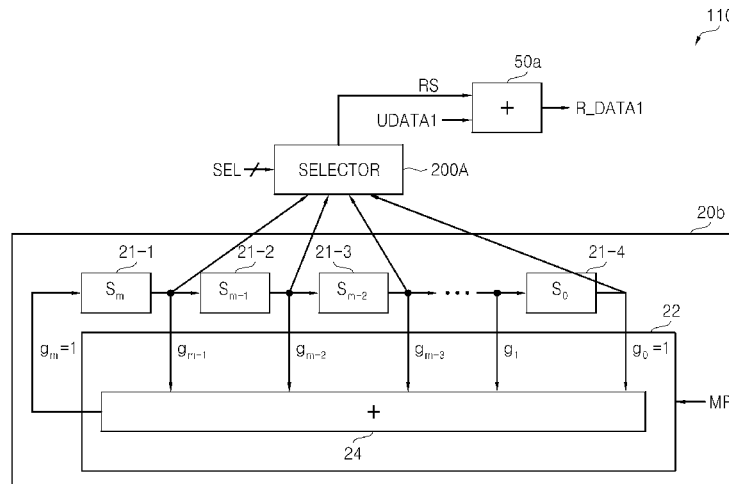 110
50a
RS
+
R_DATA1
UDATA1
SEL
SELECTOR
200A
20b
21-1
21-2
21-3
21-4
Sm
Sm-1
Sm-2
S0
22
gm=1
gm-1
gm-2
gm-3
g1
g0=1
+
24